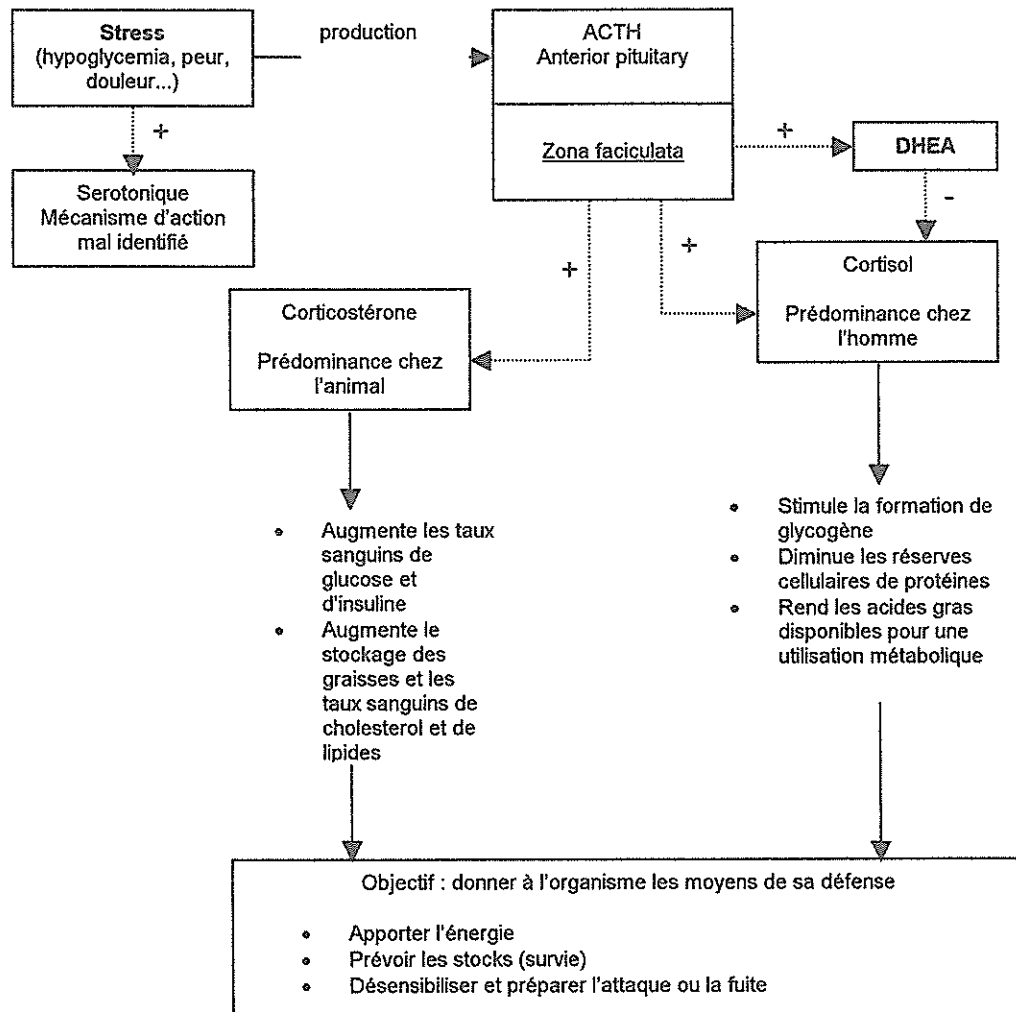 Stress
(hypoglycemia, peur,
douleur...)
production
ACTH
Anterior pituitary
Zona faciculata
+
DHEA
+
-
Serotonique
Mécanisme d'action
mal identifié
+
+
Cortisol
Prédominance chez
l'homme
Corticostérone
Prédominance chez
l'animal
• Augmente les taux
sanguins de
glucose et
d'insuline
• Augmente le
stockage des
graisses et les
taux sanguins de
cholesterol et de
lipides
• Stimule la formation de
glycogène
• Diminue les réserves
cellulaires de protéines
• Rend les acides gras
disponibles pour une
utilisation métabolique
Objectif : donner à l'organisme les moyens de sa défense
• Apporter l'énergie
• Prévoir les stocks (survie)
• Désensibiliser et préparer l'attaque ou la fuite